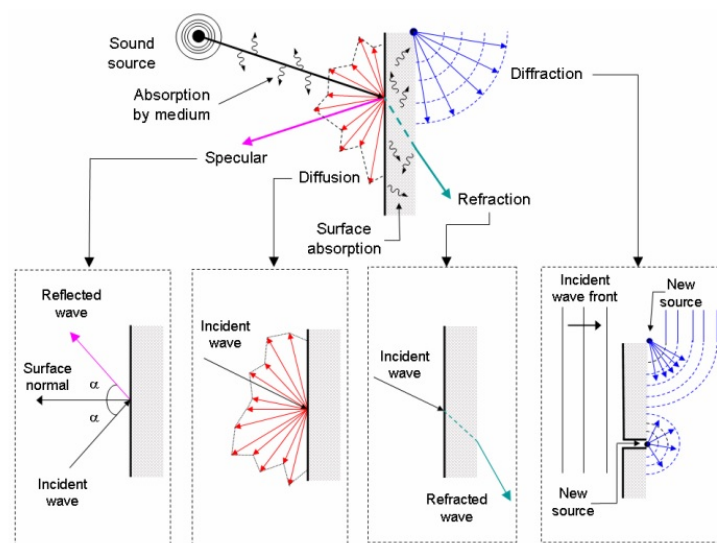 Sound
source
Absorption
by medium
Specular
Diffusion
Surface
absorption
Refraction
Diffraction
Reflected
wave
Surface
normal
α
α
Incident
wave
Incident
wave
Incident
wave
Refracted
wave
Incident
wave front
New
source
New
source